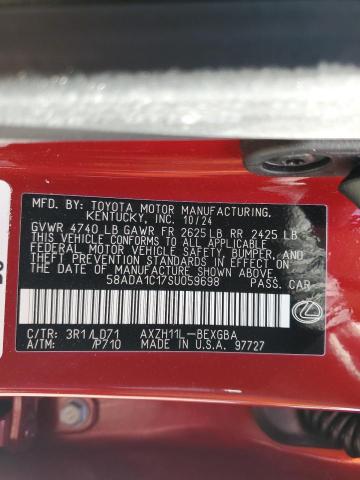 MFD. BY: TOYOTA MOTOR MANUFACTURING,
KENTUCKY, INC. 10/24
GVWR 4740 LB GAWR FR 2625 LB RR 2425 LB
THIS VEHICLE CONFORMS TO ALL APPLICABLE
FEDERAL MOTOR VEHICLE SAFETY, BUMPER, AND
THEFT PREVENTION STANDARDS IN EFFECT ON
THE DATE OF MANUFACTURE SHOWN ABOVE.
58ADA1C17SU059698 PASS. CAR
C/TR: 3R1/LD71 AXZH11L-BEXGBA
A/TM: /P710 MADE IN U.S.A. 97727